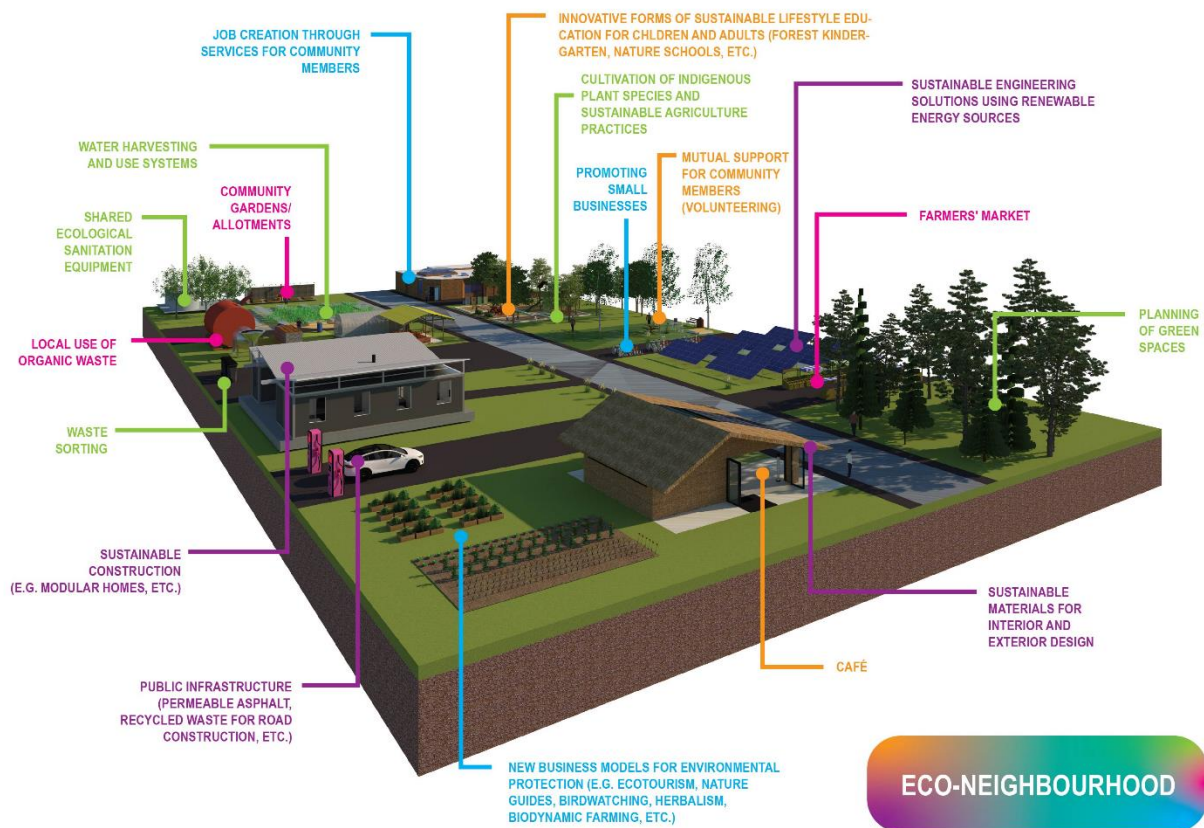 JOB CREATION THROUGH
SERVICES FOR COMMUNITY
MEMBERS
INNOVATIVE FORMS OF SUSTAINABLE LIFESTYLE EDU-
CATION FOR CHLDREN AND ADULTS (FOREST KINDER-
GARTEN, NATURE SCHOOLS, ETC.)
CULTIVATION OF INDIGENOUS
PLANT SPECIES AND
SUSTAINABLE AGRICULTURE
PRACTICES
SUSTAINABLE ENGINEERING
SOLUTIONS USING RENEWABLE
ENERGY SOURCES
WATER HARVESTING
AND USE SYSTEMS
PROMOTING
SMALL
BUSINESSES
MUTUAL SUPPORT
FOR COMMUNITY
MEMBERS
(VOLUNTEERING)
COMMUNITY
GARDENS/
ALLOTMENTS
SHARED
ECOLOGICAL
SANITATION
EQUIPMENT
FARMERS' MARKET
PLANNING
OF GREEN
SPACES
LOCAL USE OF
ORGANIC WASTE
WASTE
SORTING
SUSTAINABLE
CONSTRUCTION
(E.G. MODULAR HOMES, ETC.)
SUSTAINABLE
MATERIALS FOR
INTERIOR AND
EXTERIOR DESIGN
CAFÉ
PUBLIC INFRASTRUCTURE
(PERMEABLE ASPHALT,
RECYCLED WASTE FOR ROAD
CONSTRUCTION, ETC.)
NEW BUSINESS MODELS FOR ENVIRONMENTAL
PROTECTION (E.G. ECOTOURISM, NATURE
GUIDES, BIRDWATCHING, HERBALISM,
BIODYNAMIC FARMING, ETC.)
ECO-NEIGHBOURHOOD